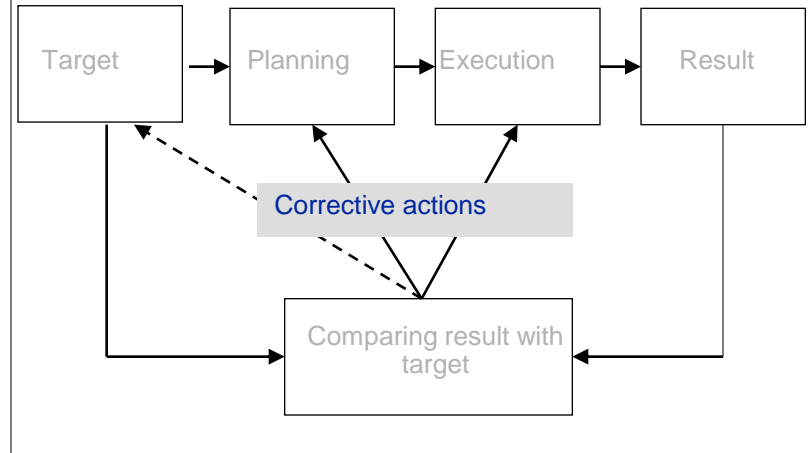 Target
Planning
Execution
Result
Corrective actions
Comparing result with
target